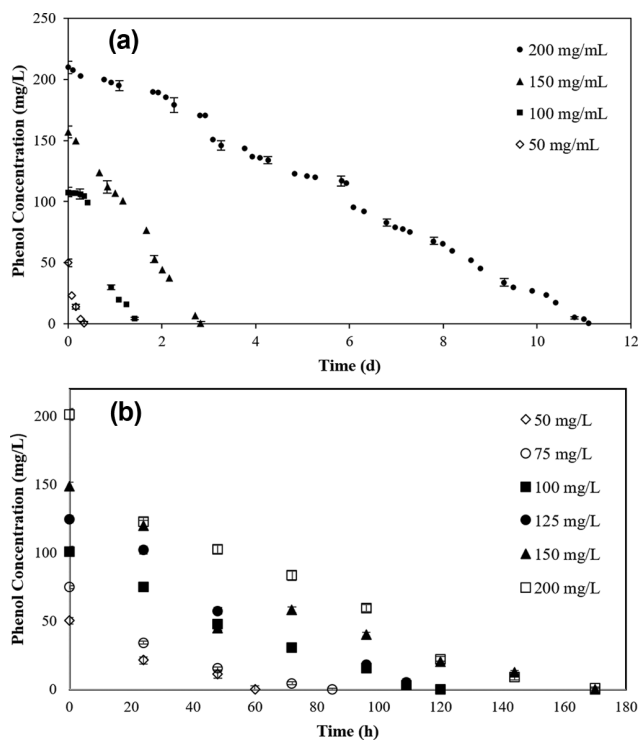 (a)
Phenol Concentration (mg/L)
250
200
150
100
50
0
200 mg/mL
150 mg/mL
100 mg/mL
50 mg/mL
0 2 4 6 8 10 12
Time (d)
(b)
Phenol Concentration (mg/L)
200
150
100
50
0
50 mg/L
75 mg/L
100 mg/L
125 mg/L
150 mg/L
200 mg/L
0 20 40 60 80 100 120 140 160 180
Time (h)